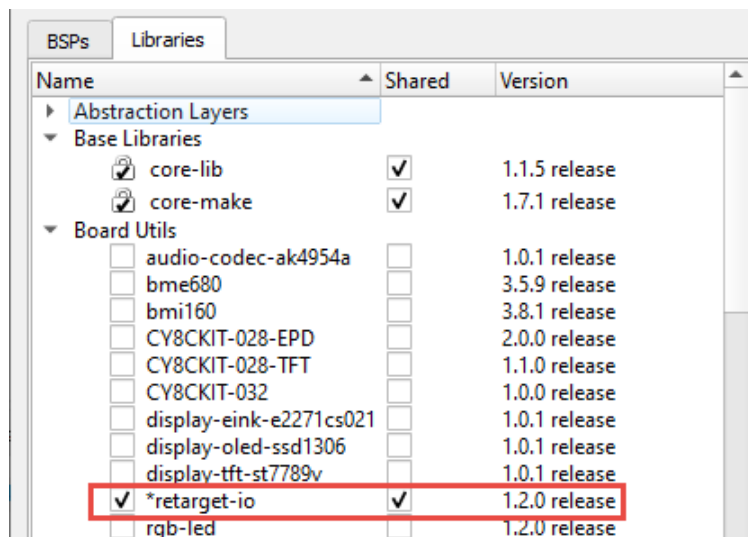 BSPs Libraries
Name Shared Version
Abstraction Layers
Base Libraries
core-lib 1.1.5 release
core-make 1.7.1 release
Board Utils
audio-codec-ak4954a 1.0.1 release
bme680 3.5.9 release
bmi160 3.8.1 release
CY8CKIT-028-EPD 2.0.0 release
CY8CKIT-028-TFT 1.1.0 release
CY8CKIT-032 1.0.0 release
display-eink-e2271cs021 1.0.1 release
display-oled-ssd1306 1.0.1 release
display-tft-st7789v 1.0.1 release
*retarget-io 1.2.0 release
rgb-led 1.2.0 release